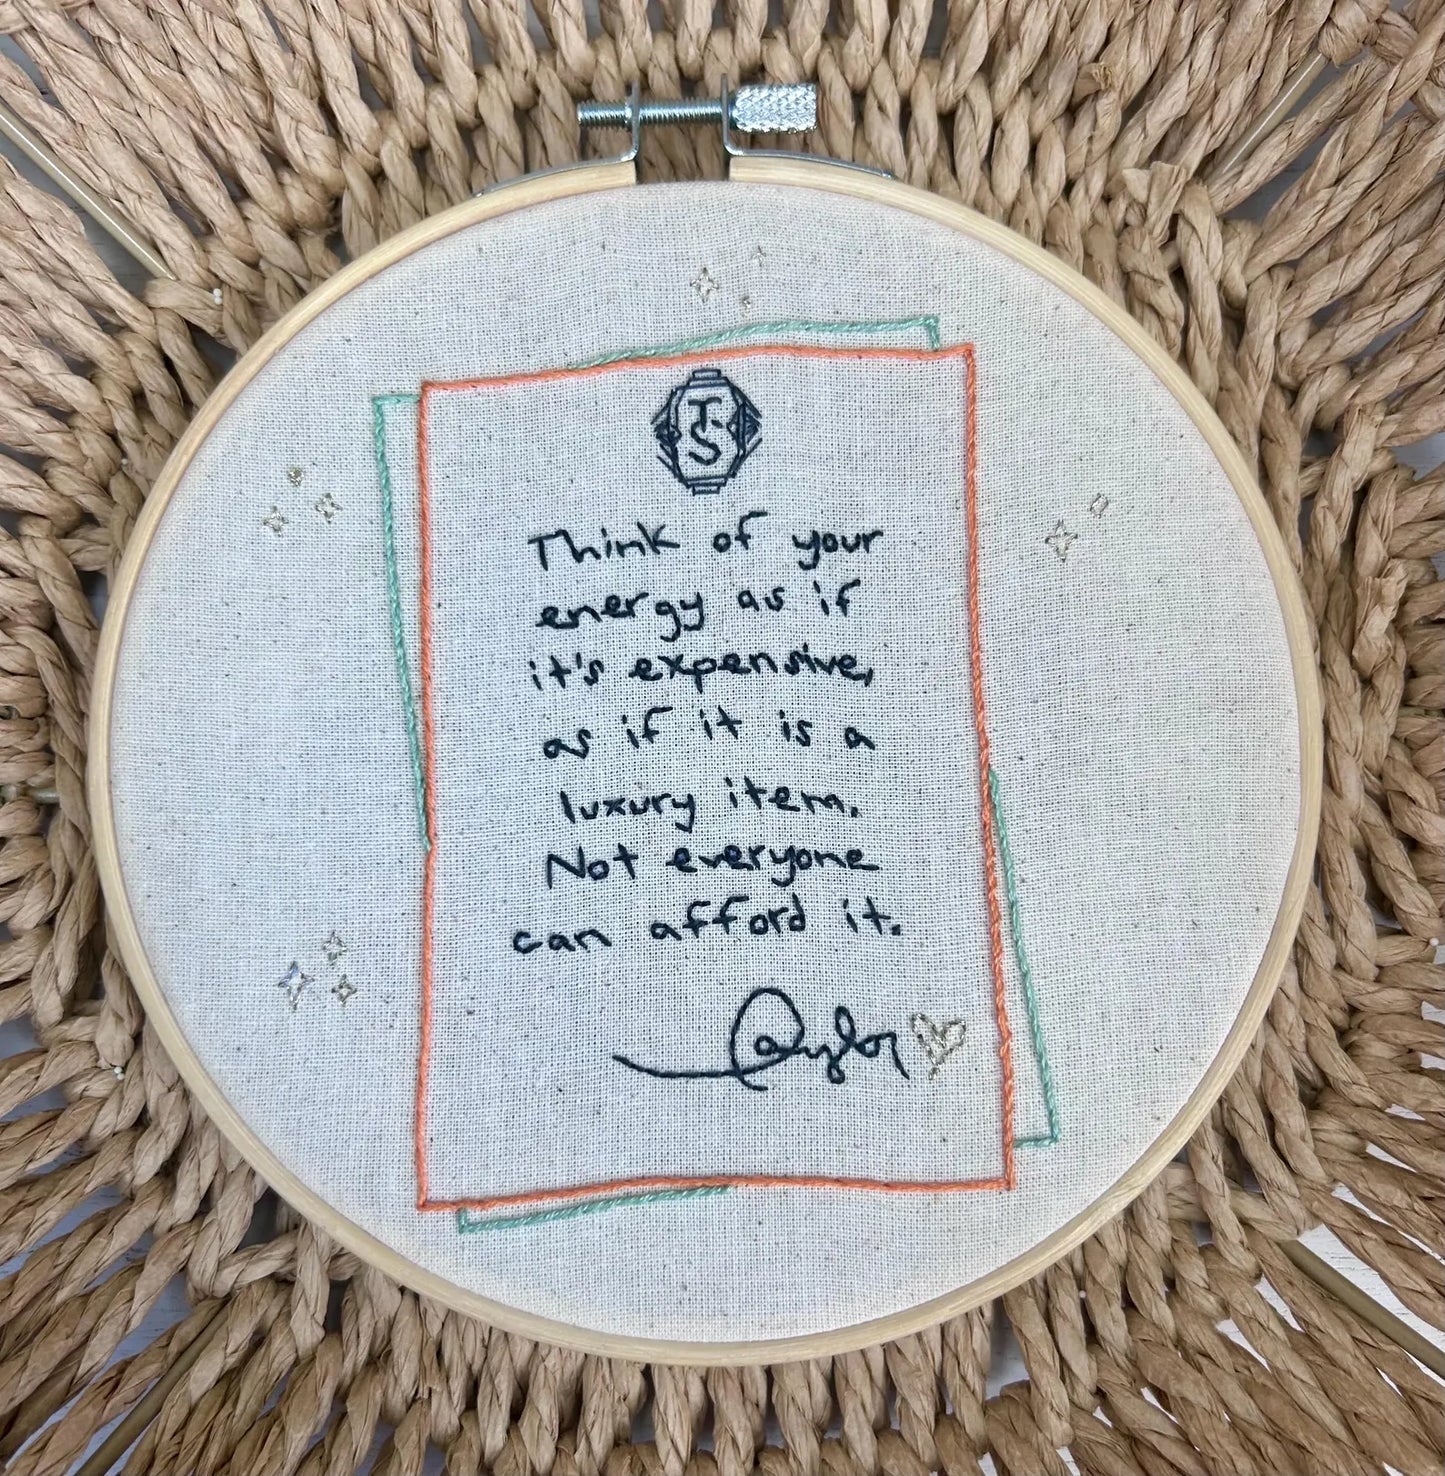 TS
Think of your
energy as if
it's expensive,
as if it is a
luxury item.
Not everyone
can afford it.
Taylor